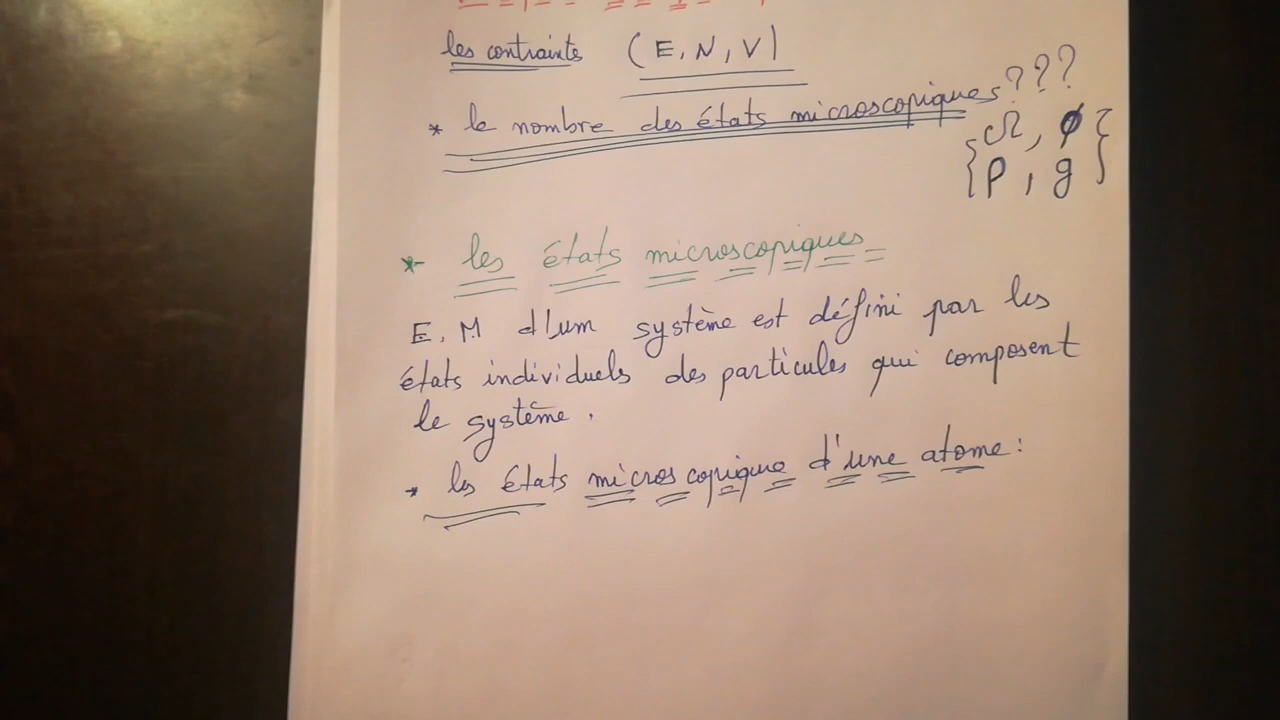 les contraints (E, N, V)
* le nombre des états microscopiques ???
{ Ω, φ }
{ ρ, g }
* les états microscopiques
E. M d'un système est défini par les
états individuels des particules qui composent
le système.
* les états microscopique d'une atome :